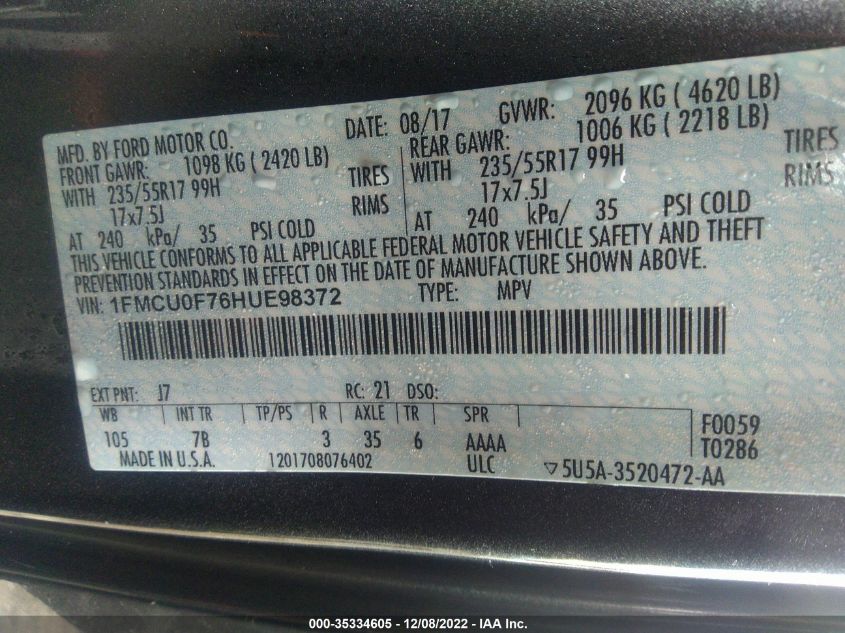 MFD. BY FORD MOTOR CO. DATE: 08/17 GVWR: 2096 KG ( 4620 LB)
FRONT GAWR: 1098 KG ( 2420 LB) REAR GAWR: 1006 KG ( 2218 LB)
WITH 235/55R17 99H TIRES WITH 235/55R17 99H TIRES
17x7.5J RIMS 17x7.5J RIMS
AT 240 kPa/ 35 PSI COLD AT 240 kPa/ 35 PSI COLD
THIS VEHICLE CONFORMS TO ALL APPLICABLE FEDERAL MOTOR VEHICLE SAFETY AND THEFT
PREVENTION STANDARDS IN EFFECT ON THE DATE OF MANUFACTURE SHOWN ABOVE.
VIN: 1FMCU0F76HUE98372 TYPE: MPV
EXT PNT: J7 RC: 21 DSO:
WB INT TR TP/PS R AXLE TR SPR
105 7B 3 35 6 AAAA
F0059
T0286
MADE IN U.S.A. 1201708076402 ULC ▽5U5A-3520472-AA
000-35334605 - 12/08/2022 - IAA Inc.